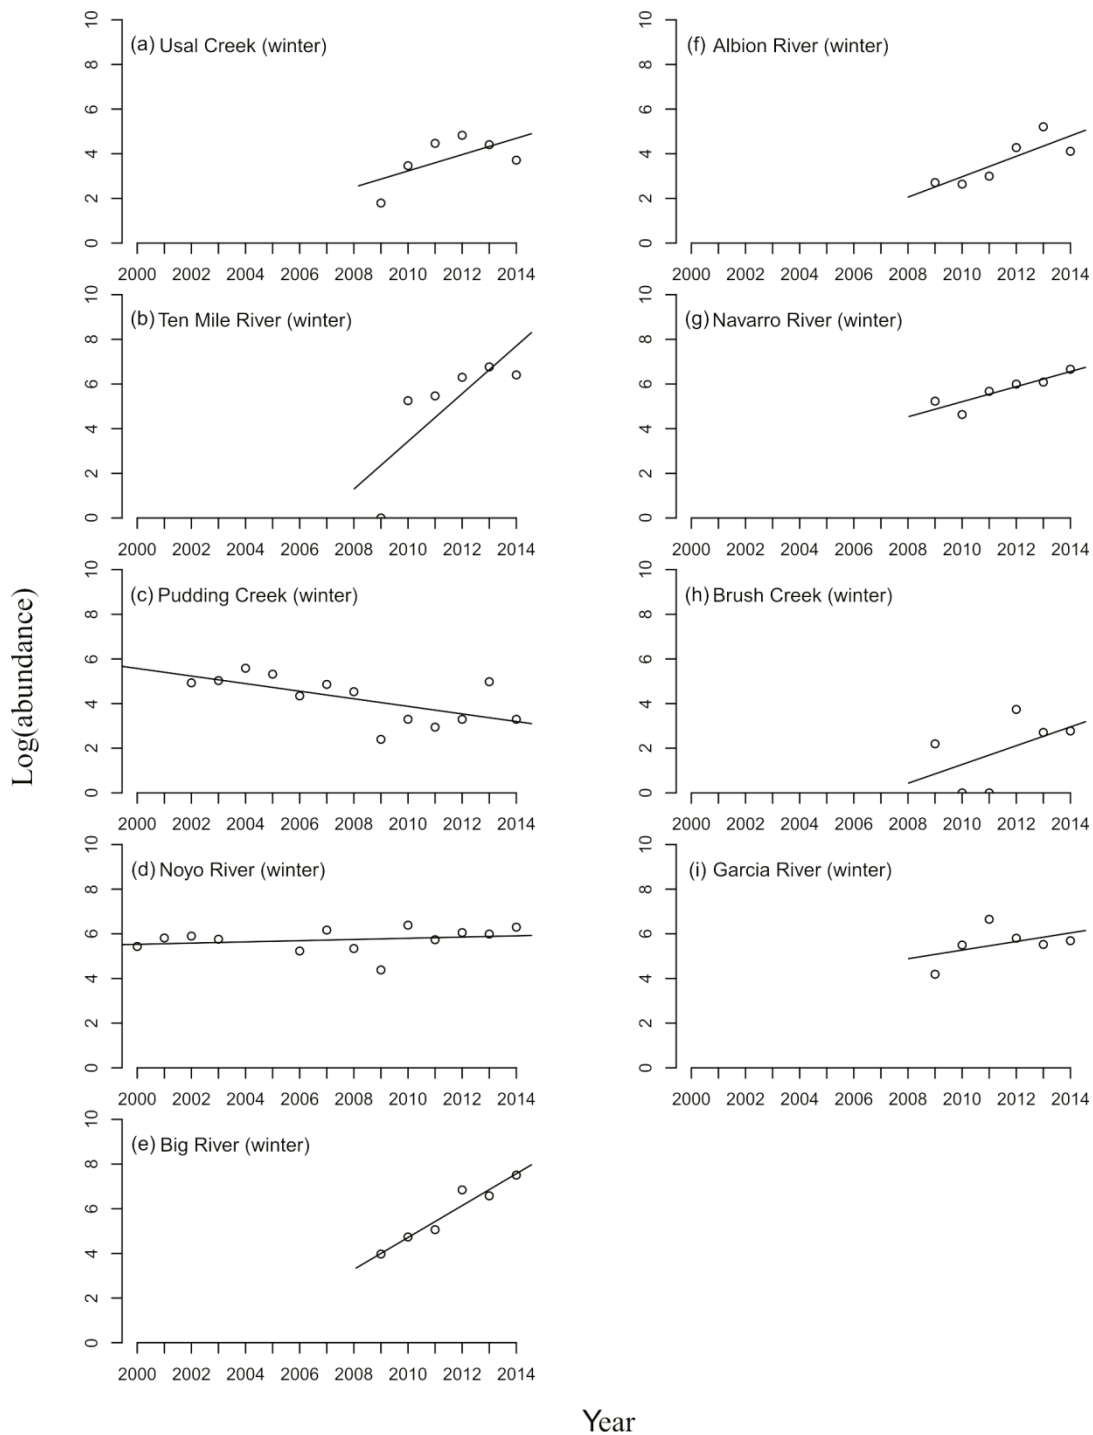 (a) Usal Creek (winter)
10
8
6
4
2
0
2000 2002 2004 2006 2008 2010 2012 2014
(b) Ten Mile River (winter)
10
8
6
4
2
0
2000 2002 2004 2006 2008 2010 2012 2014
(c) Pudding Creek (winter)
10
8
6
4
2
0
2000 2002 2004 2006 2008 2010 2012 2014
(d) Noyo River (winter)
10
8
6
4
2
0
2000 2002 2004 2006 2008 2010 2012 2014
(e) Big River (winter)
10
8
6
4
2
0
2000 2002 2004 2006 2008 2010 2012 2014
(f) Albion River (winter)
10
8
6
4
2
0
2000 2002 2004 2006 2008 2010 2012 2014
(g) Navarro River (winter)
10
8
6
4
2
0
2000 2002 2004 2006 2008 2010 2012 2014
(h) Brush Creek (winter)
10
8
6
4
2
0
2000 2002 2004 2006 2008 2010 2012 2014
(i) Garcia River (winter)
10
8
6
4
2
0
2000 2002 2004 2006 2008 2010 2012 2014
Log(abundance)
Year